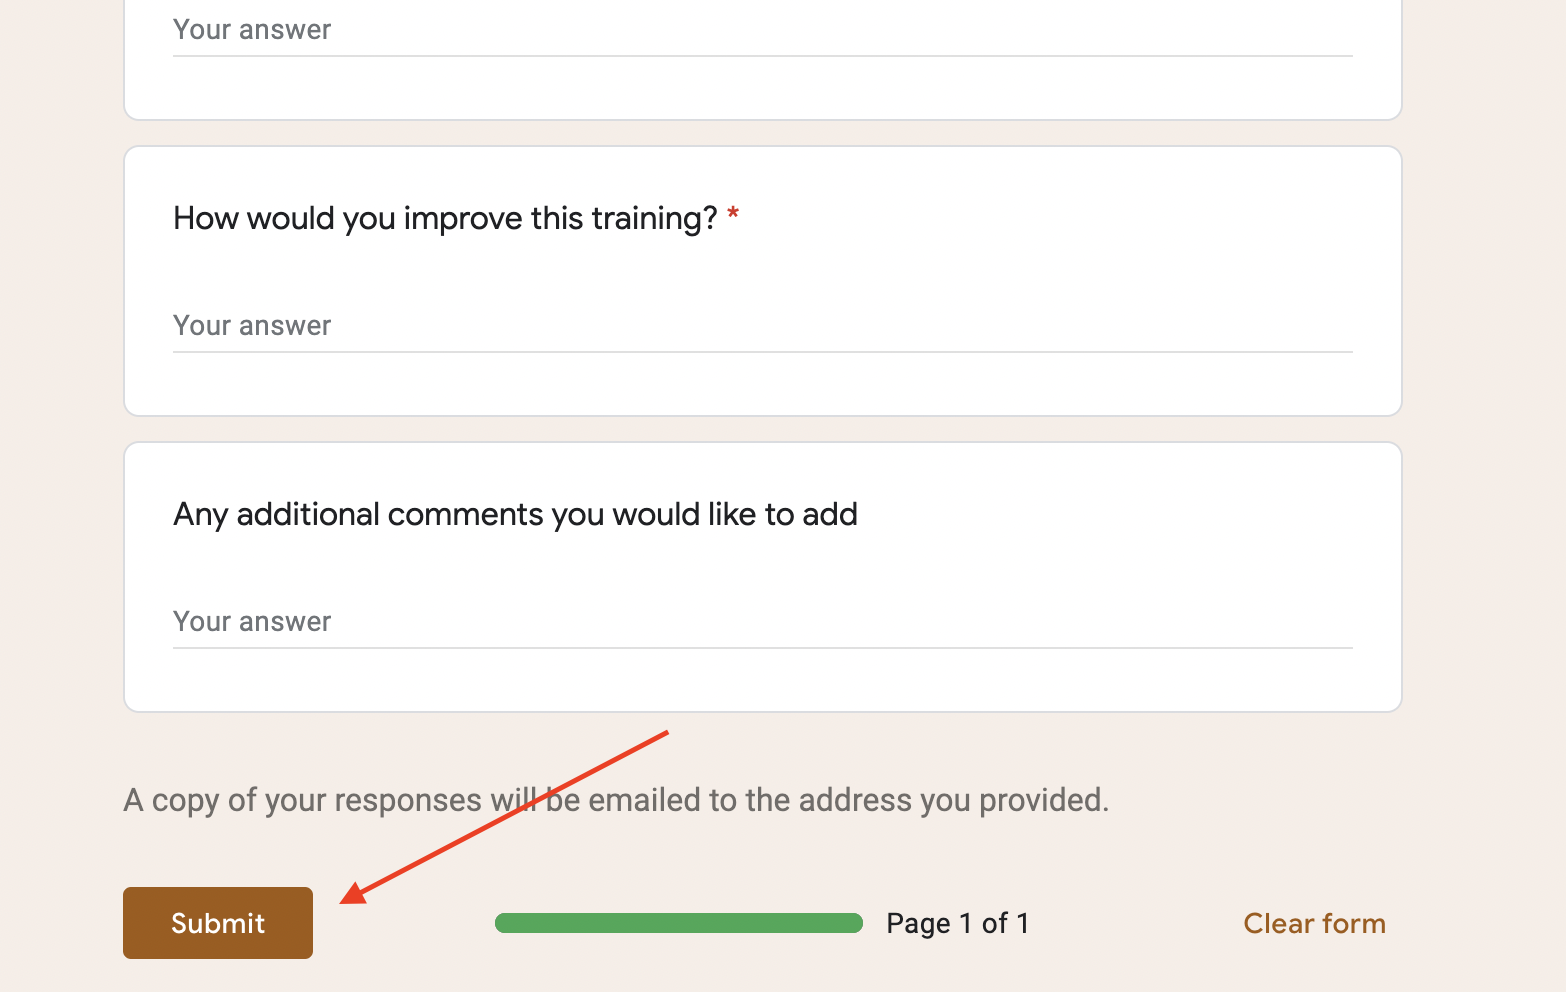 Your answer
How would you improve this training? *
Your answer
Any additional comments you would like to add
Your answer
A copy of your responses will be emailed to the address you provided.
Submit
Page 1 of 1
Clear form